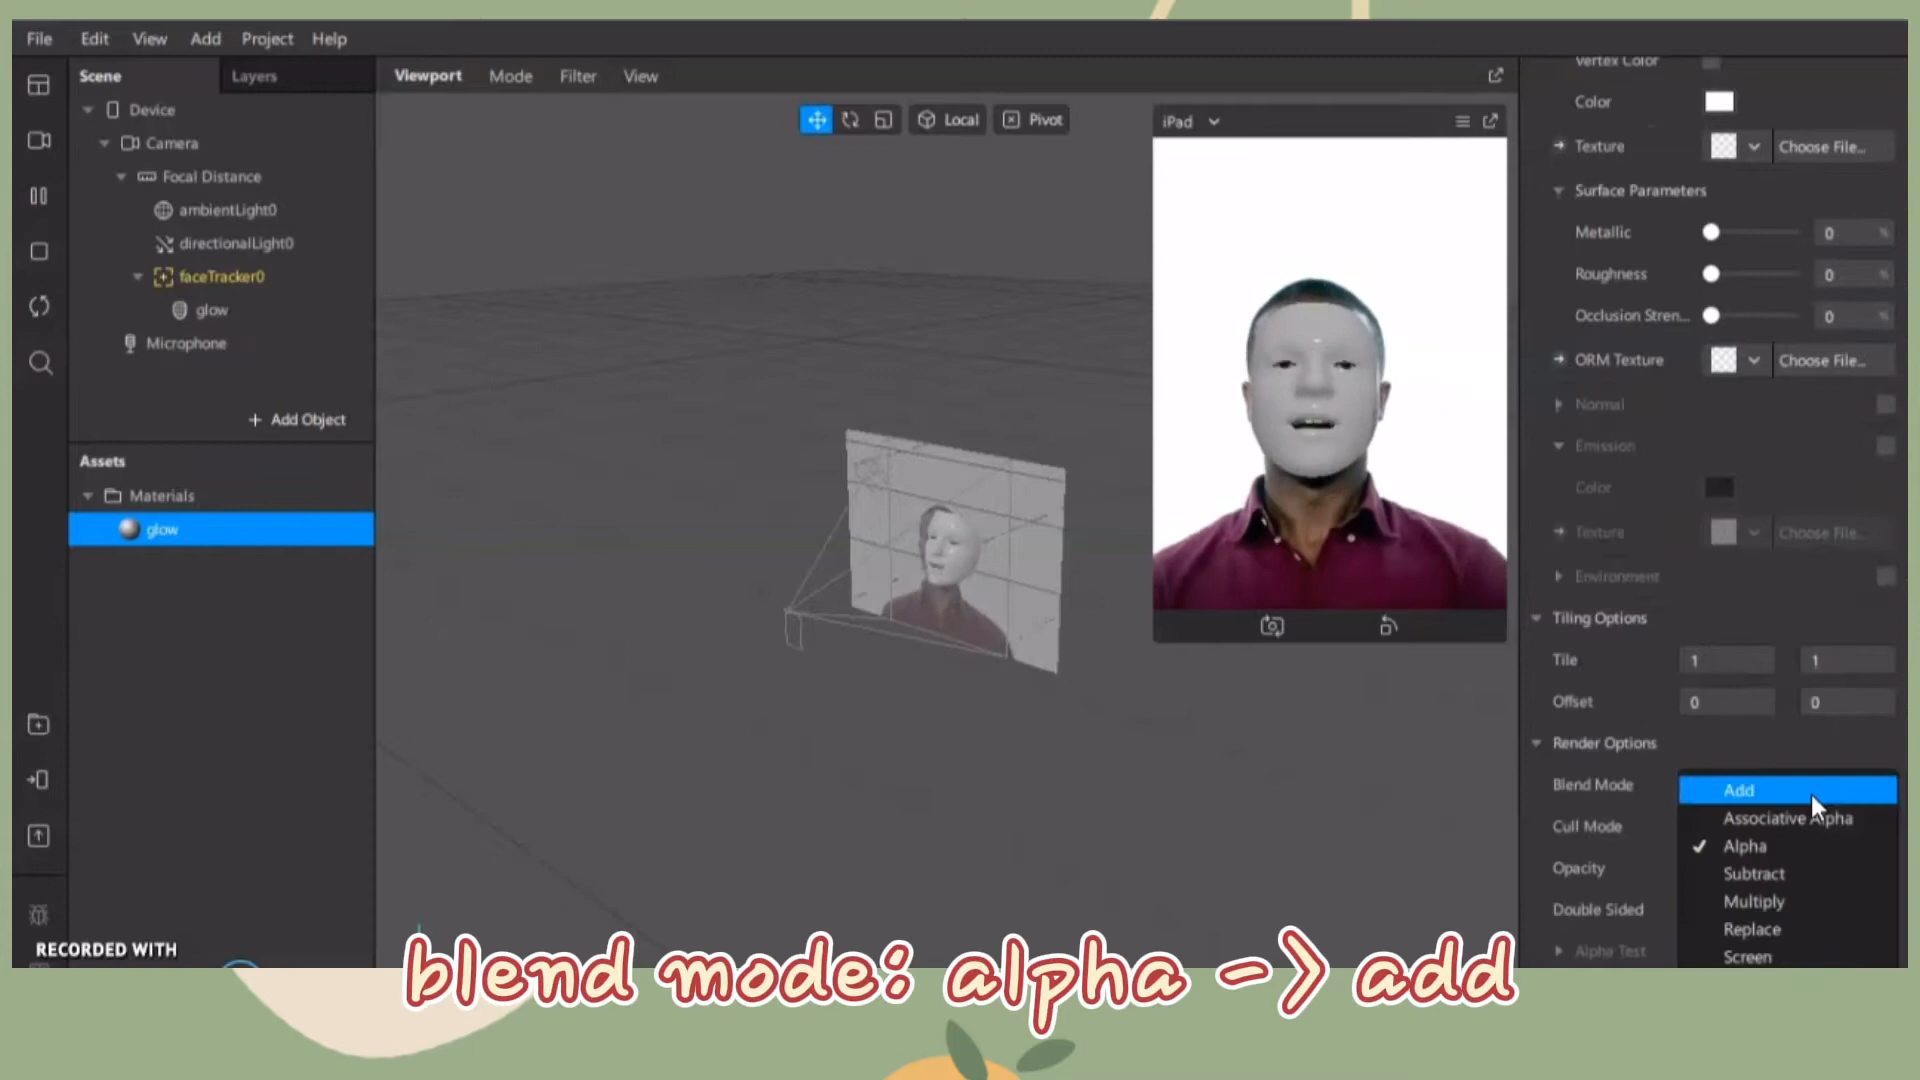 File Edit View Add Project Help
Scene Layers
Device
Camera
Focal Distance
ambientLight0
directionalLight0
faceTracker0
glow
Microphone
+ Add Object
Assets
Materials
glow
RECORDED WITH
Viewport Mode Filter View
Local Pivot
iPad
Vertex Color
Color
Texture Choose File...
Surface Parameters
Metallic 0 %
Roughness 0 %
Occlusion Stren... 0 %
ORM Texture Choose File...
Normal
Emission
Color
Texture Choose File...
Environment
Tiling Options
Tile 1 1
Offset 0 0
Render Options
Blend Mode
Cull Mode
Opacity
Double Sided
Alpha Test
Add
Associative Alpha
Alpha
Subtract
Multiply
Replace
Screen
blend mode: alpha -> add